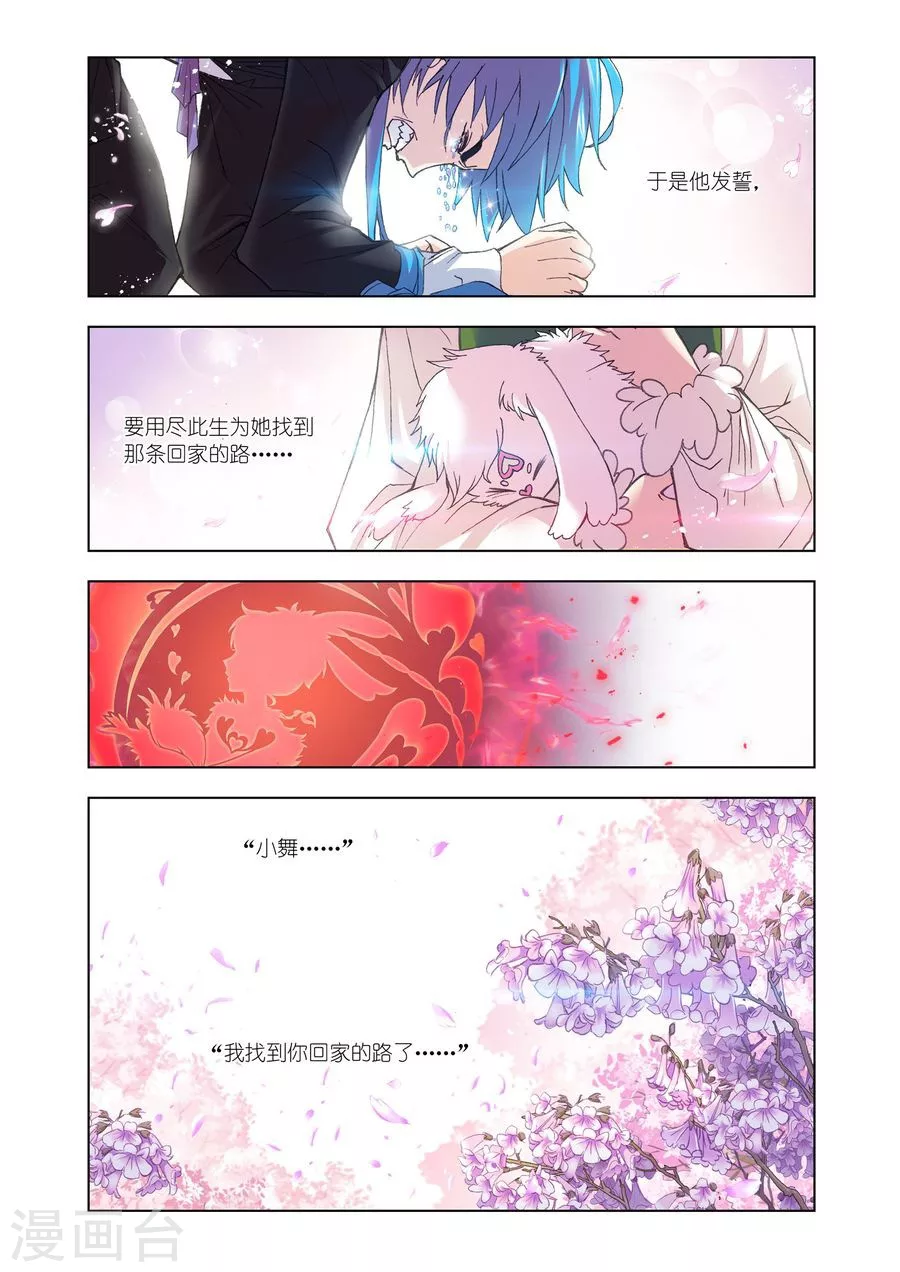 于是他发誓，
要用尽此生为她找到
那条回家的路……
“小舞……”
“我找到你回家的路了……”
漫画台